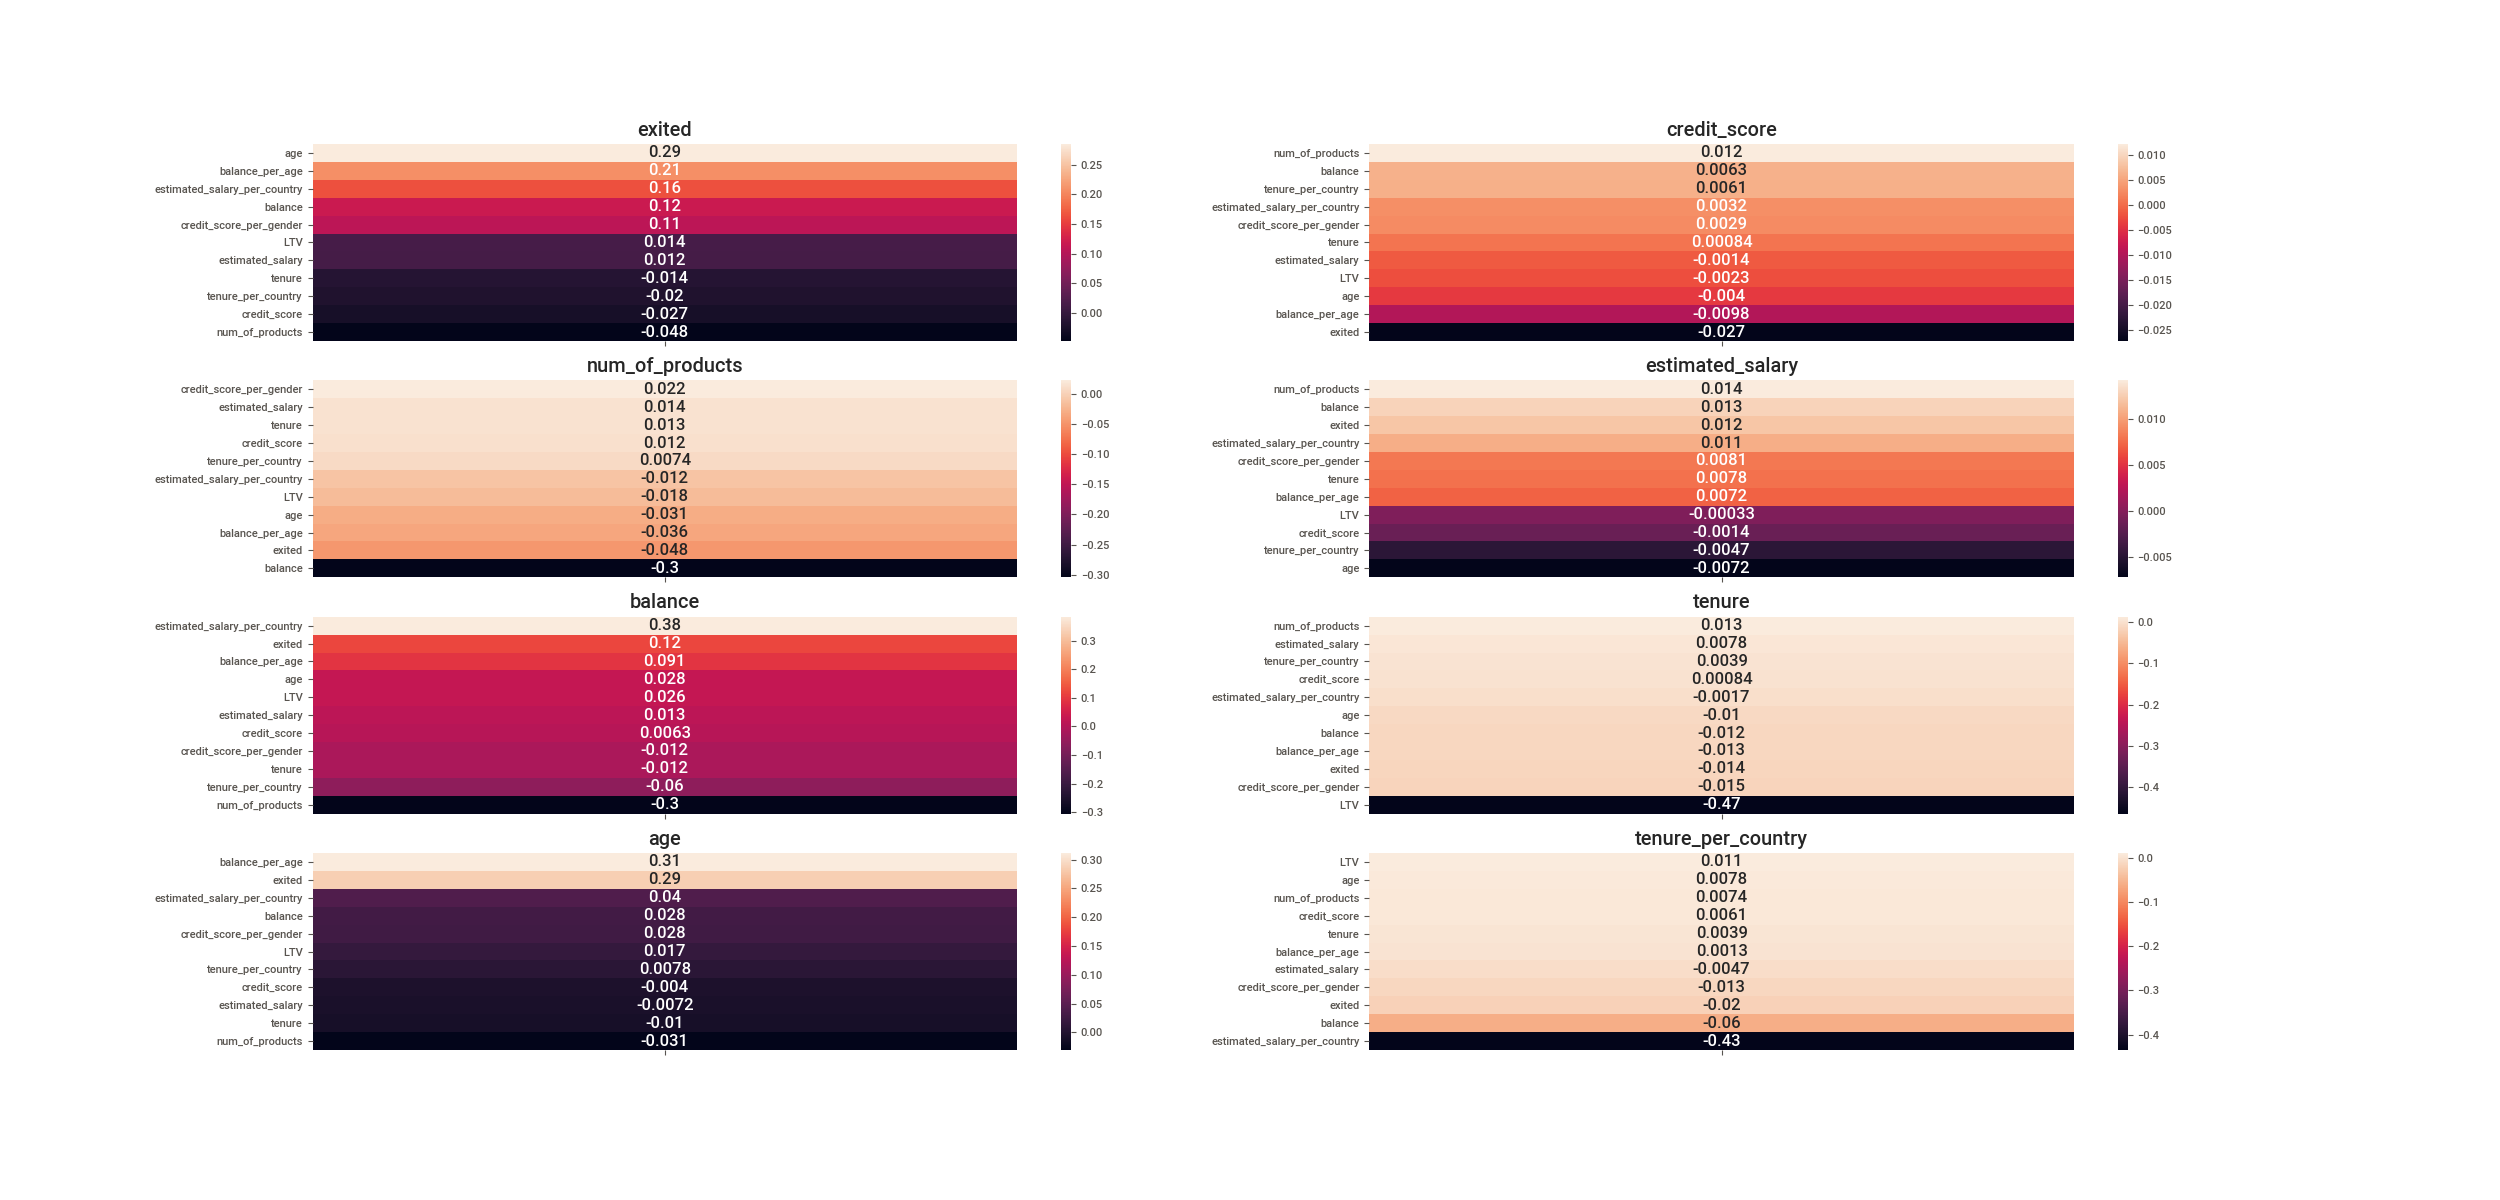 exited
age 0.29
balance_per_age 0.21
estimated_salary_per_country 0.16
balance 0.12
credit_score_per_gender 0.11
LTV 0.014
estimated_salary 0.012
tenure -0.014
tenure_per_country -0.02
credit_score -0.027
num_of_products -0.048
0.25
0.20
0.15
0.10
0.05
0.00
credit_score
num_of_products 0.012
balance 0.0063
tenure_per_country 0.0061
estimated_salary_per_country 0.0032
credit_score_per_gender 0.0029
tenure 0.00084
estimated_salary -0.0014
LTV -0.0023
age -0.004
balance_per_age -0.0098
exited -0.027
0.010
0.005
0.000
−0.005
−0.010
−0.015
−0.020
−0.025
num_of_products
credit_score_per_gender 0.022
estimated_salary 0.014
tenure 0.013
credit_score 0.012
tenure_per_country 0.0074
estimated_salary_per_country -0.012
LTV -0.018
age -0.031
balance_per_age -0.036
exited -0.048
balance -0.3
0.00
−0.05
−0.10
−0.15
−0.20
−0.25
−0.30
estimated_salary
num_of_products 0.014
balance 0.013
exited 0.012
estimated_salary_per_country 0.011
credit_score_per_gender 0.0081
tenure 0.0078
balance_per_age 0.0072
LTV -0.00033
credit_score -0.0014
tenure_per_country -0.0047
age -0.0072
0.010
0.005
0.000
−0.005
balance
estimated_salary_per_country 0.38
exited 0.12
balance_per_age 0.091
age 0.028
LTV 0.026
estimated_salary 0.013
credit_score 0.0063
credit_score_per_gender -0.012
tenure -0.012
tenure_per_country -0.06
num_of_products -0.3
0.3
0.2
0.1
0.0
−0.1
−0.2
−0.3
tenure
num_of_products 0.013
estimated_salary 0.0078
tenure_per_country 0.0039
credit_score 0.00084
estimated_salary_per_country -0.0017
age -0.01
balance -0.012
balance_per_age -0.013
exited -0.014
credit_score_per_gender -0.015
LTV -0.47
0.0
−0.1
−0.2
−0.3
−0.4
age
balance_per_age 0.31
exited 0.29
estimated_salary_per_country 0.04
balance 0.028
credit_score_per_gender 0.028
LTV 0.017
tenure_per_country 0.0078
credit_score -0.004
estimated_salary -0.0072
tenure -0.01
num_of_products -0.031
0.30
0.25
0.20
0.15
0.10
0.05
0.00
tenure_per_country
LTV 0.011
age 0.0078
num_of_products 0.0074
credit_score 0.0061
tenure 0.0039
balance_per_age 0.0013
estimated_salary -0.0047
credit_score_per_gender -0.013
exited -0.02
balance -0.06
estimated_salary_per_country -0.43
0.0
−0.1
−0.2
−0.3
−0.4